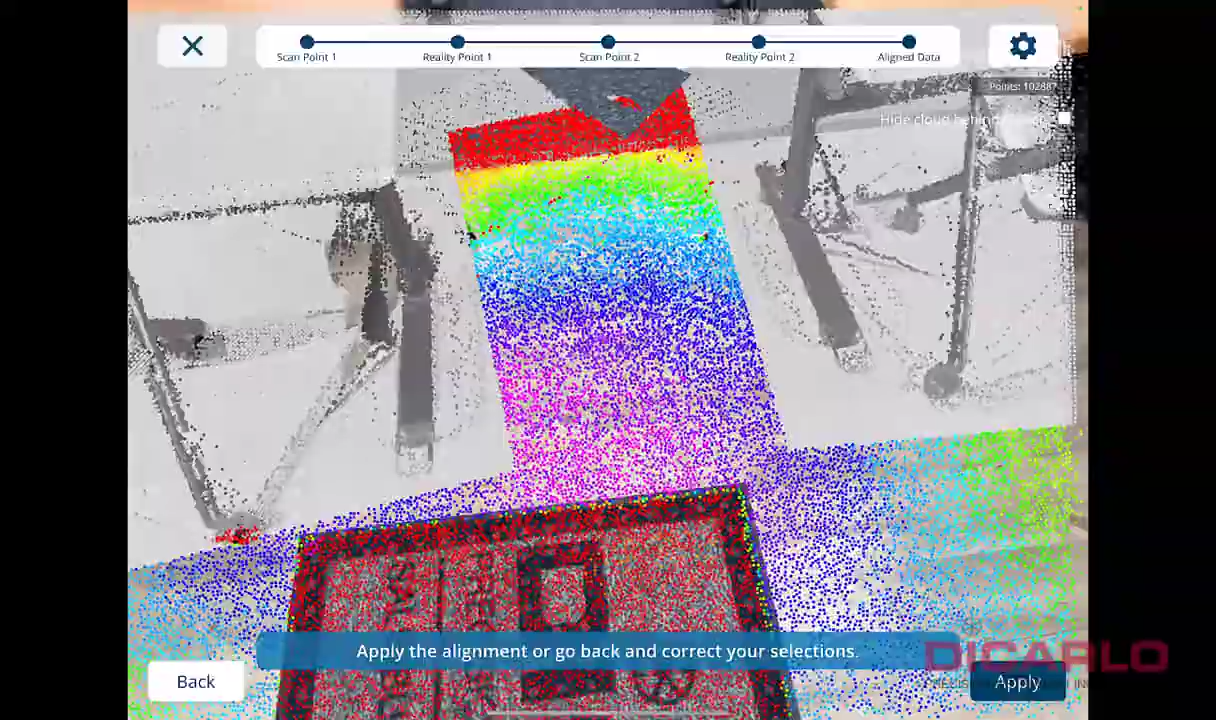 Scan Point 1
Reality Point 1
Scan Point 2
Reality Point 2
Aligned Data
Points: 102887
Hide cloud behind
Apply the alignment or go back and correct your selections.
Back
Apply
DICARLO